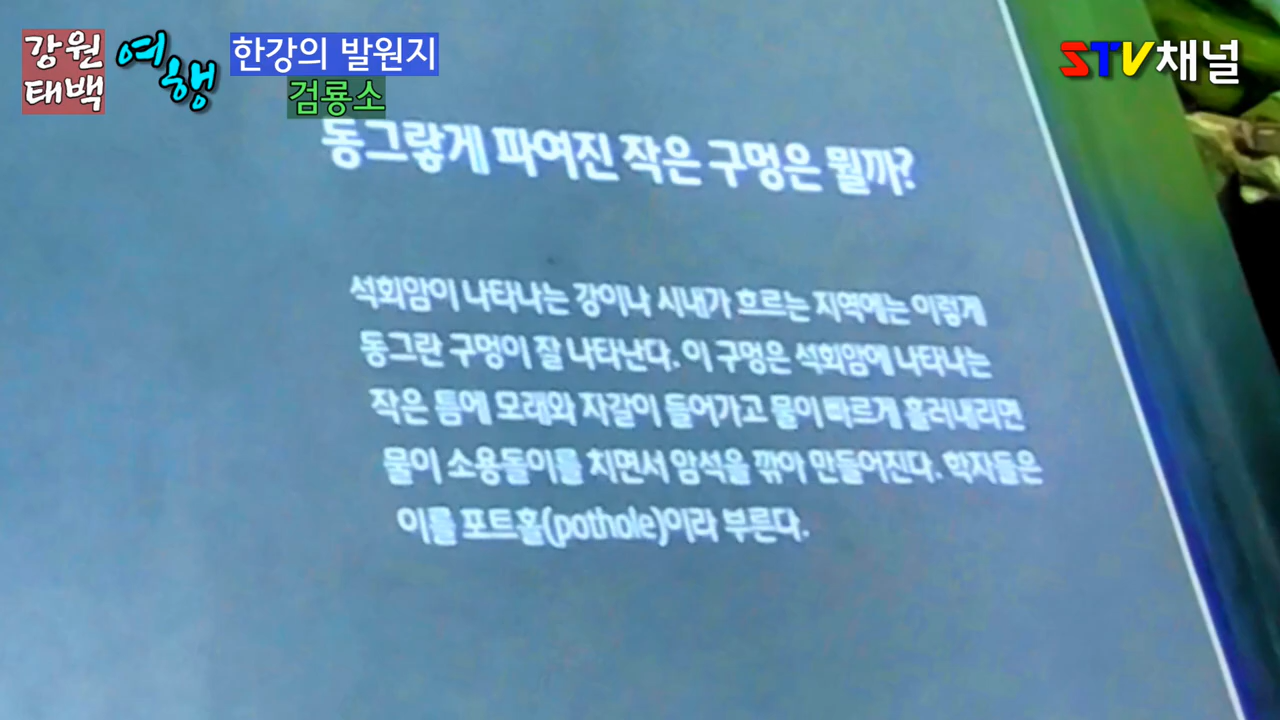 강원
태백
여행
한강의 발원지
검룡소
STV채널
동그랗게 파여진 작은 구멍은 뭘까?
석회암이 나타나는 강이나 시내가 흐르는 지역에는 이렇게
동그란 구멍이 잘 나타난다. 이 구멍은 석회암에 나타나는
작은 틈에 모래와 자갈이 들어가고 물이 빠르게 흘러내리면
물이 소용돌이를 치면서 암석을 깎아 만들어진다. 학자들은
이를 포트홀(pothole)이라 부른다.